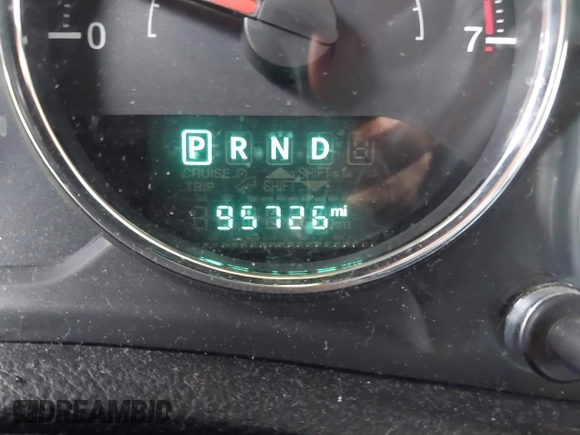 0 7
P R N D
CRUISE SHIFT
TRIP SHIFT
95726 mi
DREAMBID